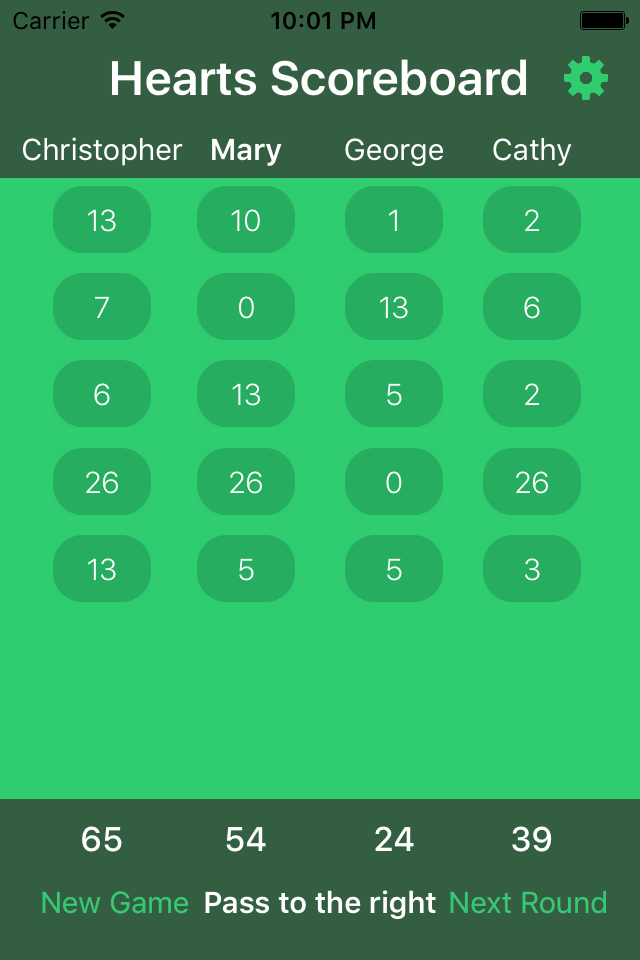 Carrier 10:01 PM
Hearts Scoreboard
Christopher Mary George Cathy
13 10 1 2
7 0 13 6
6 13 5 2
26 26 0 26
13 5 5 3
65 54 24 39
New Game Pass to the right Next Round